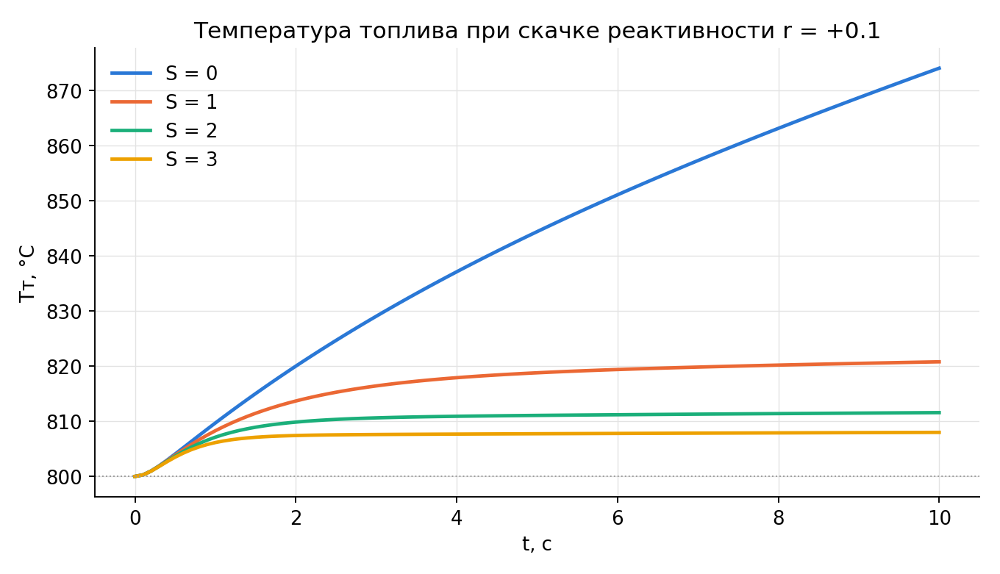 Температура топлива при скачке реактивности r = +0.1
S = 0
S = 1
S = 2
S = 3
870
860
850
840
830
820
810
800
Tт, °C
0
2
4
6
8
10
t, с